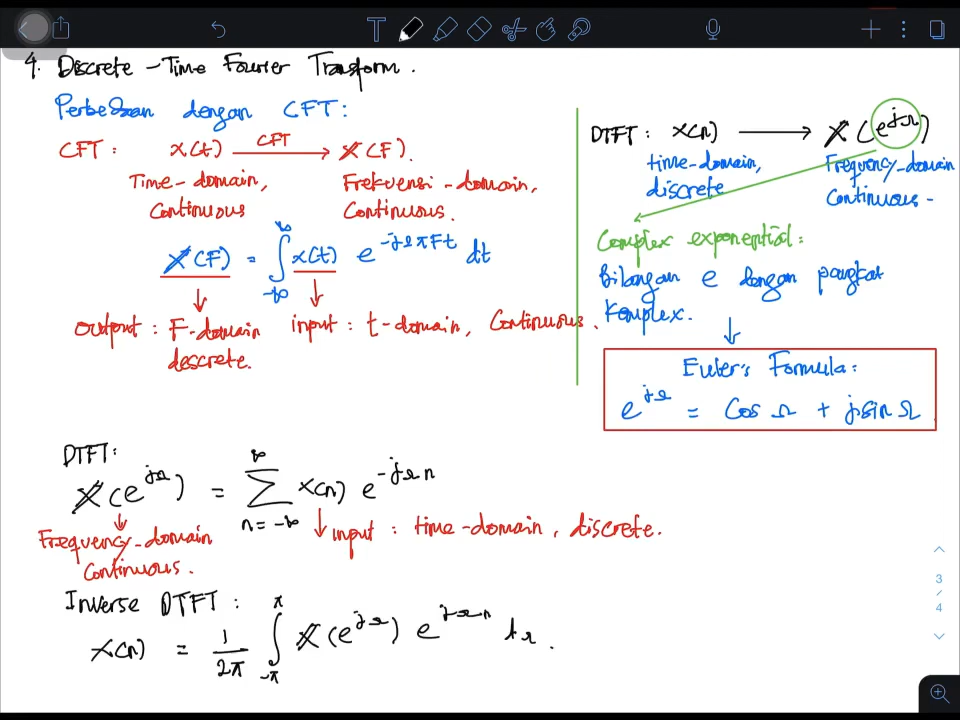 4. Discrete - Time Fourier Transform.
Perbedaan dengan CFT:
CFT : x(t) CFT → X(F).
Time-domain, Continuous
Frekuensi-domain, Continuous.
X(F) = ∫_{-∞}^{∞} x(t) e^{-j2πFt} dt
output : F-domain descrete.
input : t-domain, Continuous.
DTFT : x(n) → X(e^{jΩ})
time-domain, discrete
Frequency-domain Continuous-
Complex exponential :
Bilangan e dengan pangkat
Komplex.
Euler's Formula:
e^{jΩ} = Cos Ω + j sin Ω
DTFT:
X(e^{jΩ}) = ∑_{n=-∞}^{∞} x(n) e^{-jΩn}
Frequency-domain
Continuous.
input : time-domain, discrete.
Inverse DTFT :
x(n) = 1/2π ∫_{-π}^{π} X(e^{jΩ}) e^{jΩn} dΩ.
3
/
4